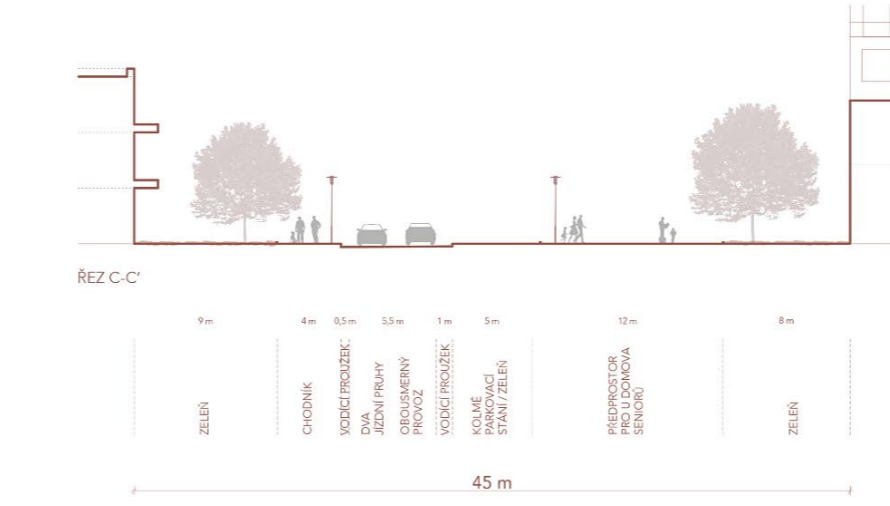 ŘEZ C-C'
9 m
4 m
0,5 m
5,5 m
1 m
5 m
12 m
8 m
ZELEŇ
CHODNÍK
VODÍCÍ PROUŽEK
DVA
JÍZDNÍ PRUHY
OBOUSMERNÝ
PROVOZ
VODÍCÍ PROUŽEK
KOLMÉ
PARKOVACÍ
STÁNÍ / ZELEŇ
PŘEDPROSTOR
PRO U DOMOVA
SENIORŮ
ZELEŇ
45 m